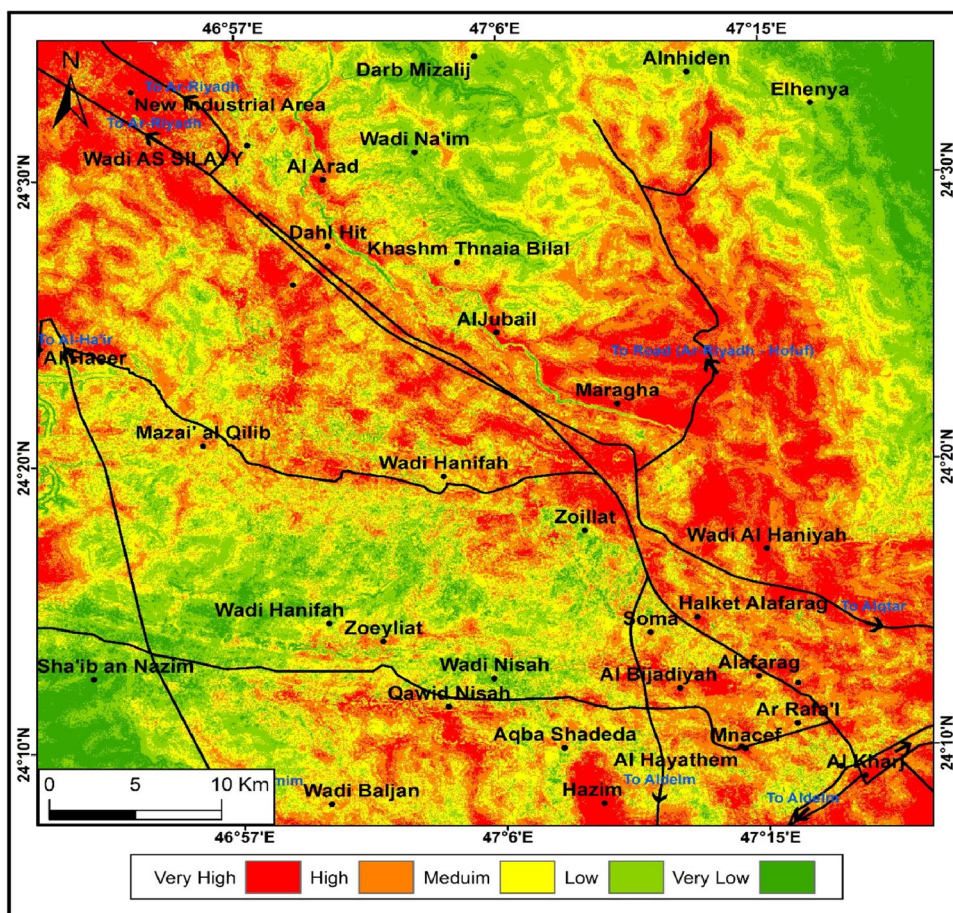 46°57'E 47°6'E 47°15'E
N
Darb Mizalij
Alnhiden
Elhenya
To Ar-Riyadh
New Industrial Area
To Ar-Riyadh
Wadi Na'im
Wadi AS SILAYY
Al Arad
24°30'N
24°30'N
Dahl Hit
Khashm Thnaia Bilal
AlJubail
To Al-Ha'ir
Al Haeer
To Road (Ar-Riyadh - Hofuf)
Maragha
Mazai' al Qilib
24°20'N
24°20'N
Wadi Hanifah
Zoillat
Wadi Al Haniyah
Wadi Hanifah
Halket Alafarag
To Alqtar
Soma
Zoeyliat
Sha'ib an Nazim
Wadi Nisah
Al Bijadiyah
Alafarag
Qawid Nisah
Ar Rafa'I
Aqba Shadeda
Mnacef
24°10'N
24°10'N
Al Hayathem
Al Kharj
0 5 10 Km
To Aldelm
Wadi Baljan
Hazim
To Aldelm
46°57'E 47°6'E 47°15'E
Very High High Meduim Low Very Low